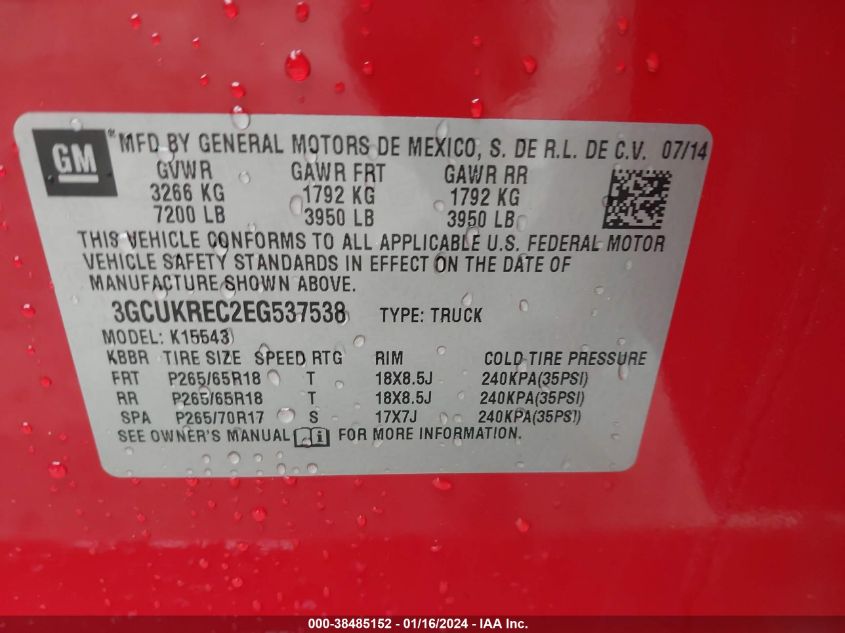 GM ® MFD BY GENERAL MOTORS DE MEXICO, S. DE R.L. DE C.V. 07/14
GVWR GAWR FRT GAWR RR
3266 KG 1792 KG 1792 KG
7200 LB 3950 LB 3950 LB
THIS VEHICLE CONFORMS TO ALL APPLICABLE U.S. FEDERAL MOTOR
VEHICLE SAFETY STANDARDS IN EFFECT ON THE DATE OF
MANUFACTURE SHOWN ABOVE.
3GCUKREC2EG537538 TYPE: TRUCK
MODEL: K15543
KBBR TIRE SIZE SPEED RTG RIM COLD TIRE PRESSURE
FRT P265/65R18 T 18X8.5J 240KPA(35PSI)
RR P265/65R18 T 18X8.5J 240KPA(35PSI)
SPA P265/70R17 S 17X7J 240KPA(35PSI)
SEE OWNER'S MANUAL FOR MORE INFORMATION.
000-38485152 - 01/16/2024 - IAA Inc.